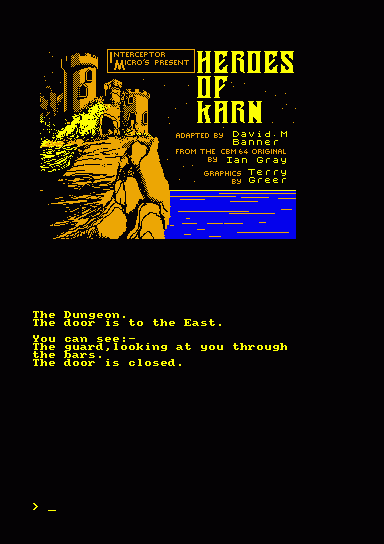 INTERCEPTOR
MICRO'S PRESENT
HEROES
OF
KARN
ADAPTED BY David.M
Banner
FROM THE CBM 64 ORIGINAL
BY Ian Gray
GRAPHICS Terry
BY Greer
The Dungeon.
The door is to the East.
You can see:-
The guard,looking at you through
the bars.
The door is closed.
> _